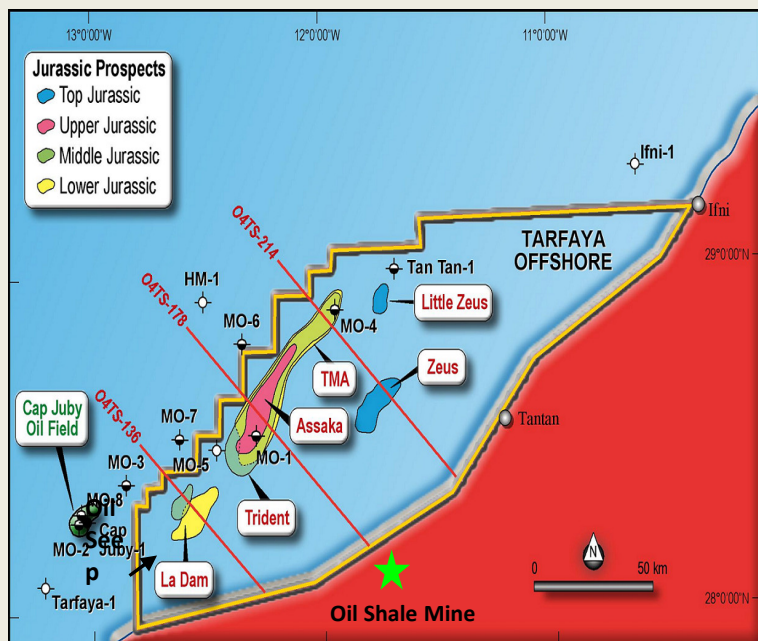 13°0'0"W
12°0'0"W
11°0'0"W
Jurassic Prospects
Top Jurassic
Upper Jurassic
Middle Jurassic
Lower Jurassic
Ifni-1
Ifni
O4TS-214
TARFAYA
OFFSHORE
29°0'0"N
Tan Tan-1
O4TS-178
HM-1
Little Zeus
MO-4
MO-6
TMA
Zeus
Cap Juby
Oil Field
O4TS-136
MO-7
Assaka
Tantan
MO-5
MO-1
MO-3
Trident
MO-8
Oil
Cap
See
MO-2
Juby-1
p
La Dam
N
0
50 km
Tarfaya-1
28°0'0"N
Oil Shale Mine